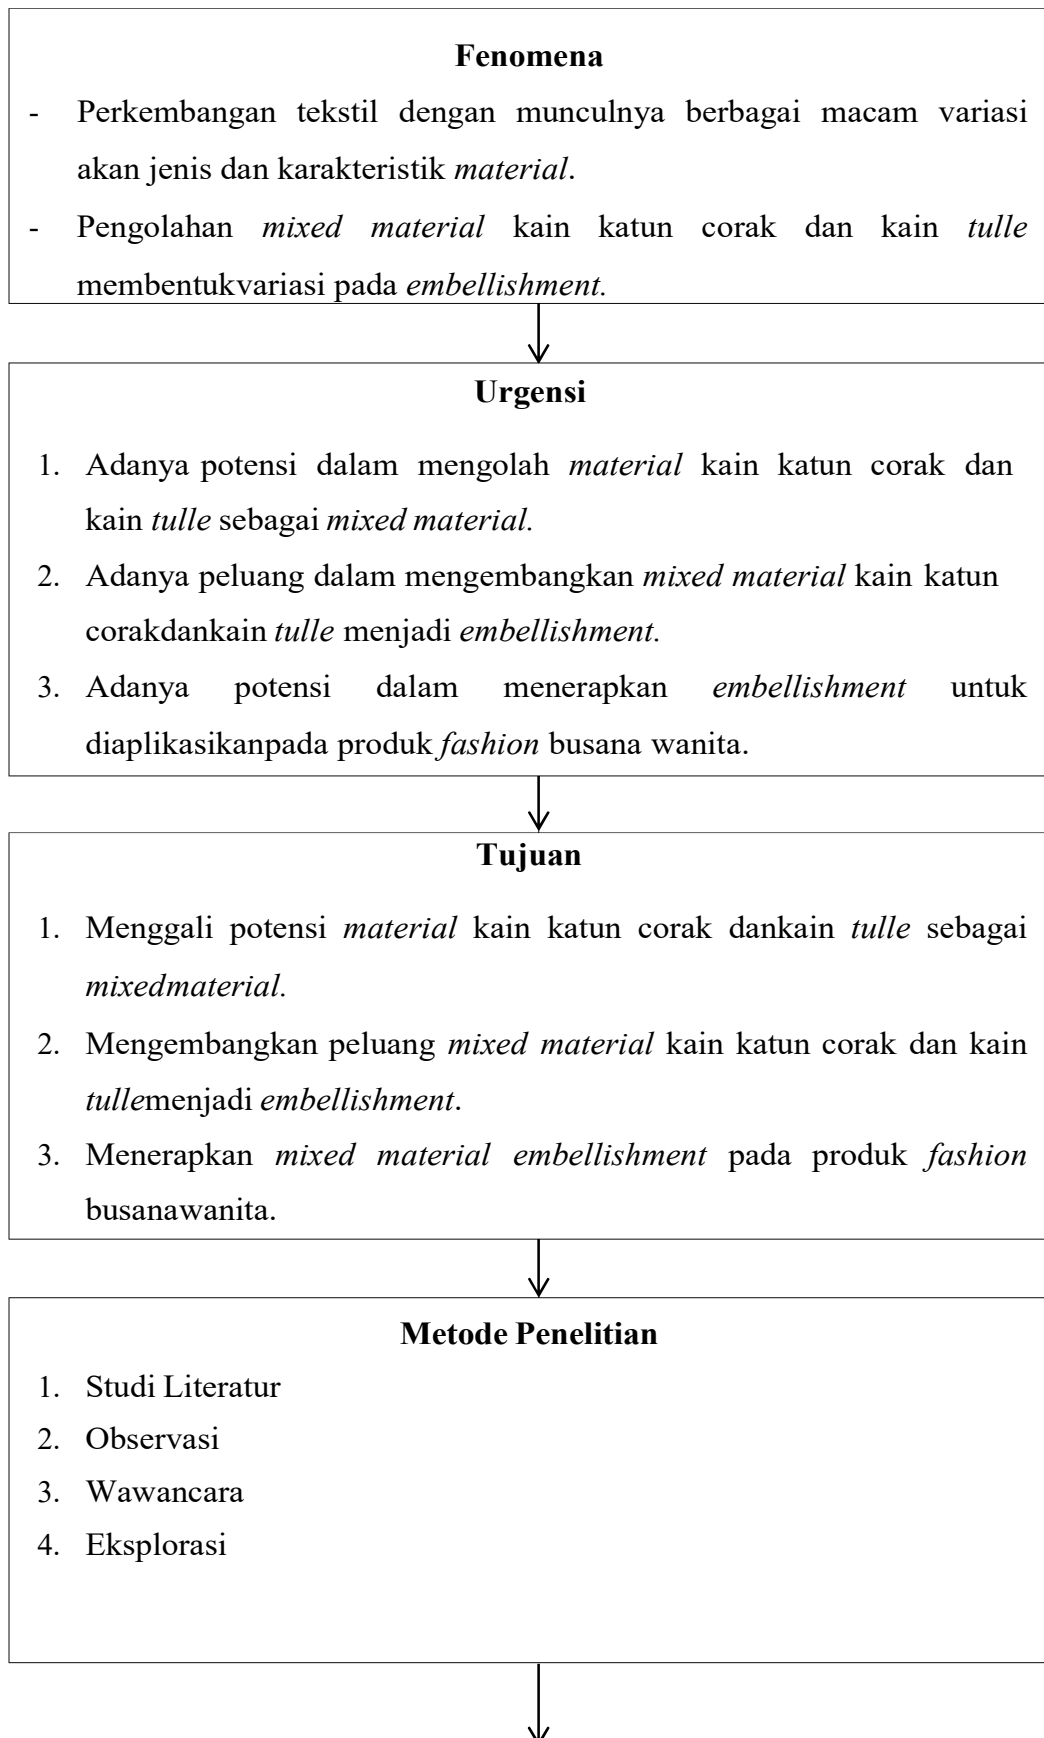 Fenomena
- Perkembangan tekstil dengan munculnya berbagai macam variasi
akan jenis dan karakteristik material.
- Pengolahan mixed material kain katun corak dan kain tulle
membentukvariasi pada embellishment.
Urgensi
1. Adanya potensi dalam mengolah material kain katun corak dan
kain tulle sebagai mixed material.
2. Adanya peluang dalam mengembangkan mixed material kain katun
corakdankain tulle menjadi embellishment.
3. Adanya potensi dalam menerapkan embellishment untuk
diaplikasikanpada produk fashion busana wanita.
Tujuan
1. Menggali potensi material kain katun corak dankain tulle sebagai
mixedmaterial.
2. Mengembangkan peluang mixed material kain katun corak dan kain
tullemenjadi embellishment.
3. Menerapkan mixed material embellishment pada produk fashion
busanawanita.
Metode Penelitian
1. Studi Literatur
2. Observasi
3. Wawancara
4. Eksplorasi